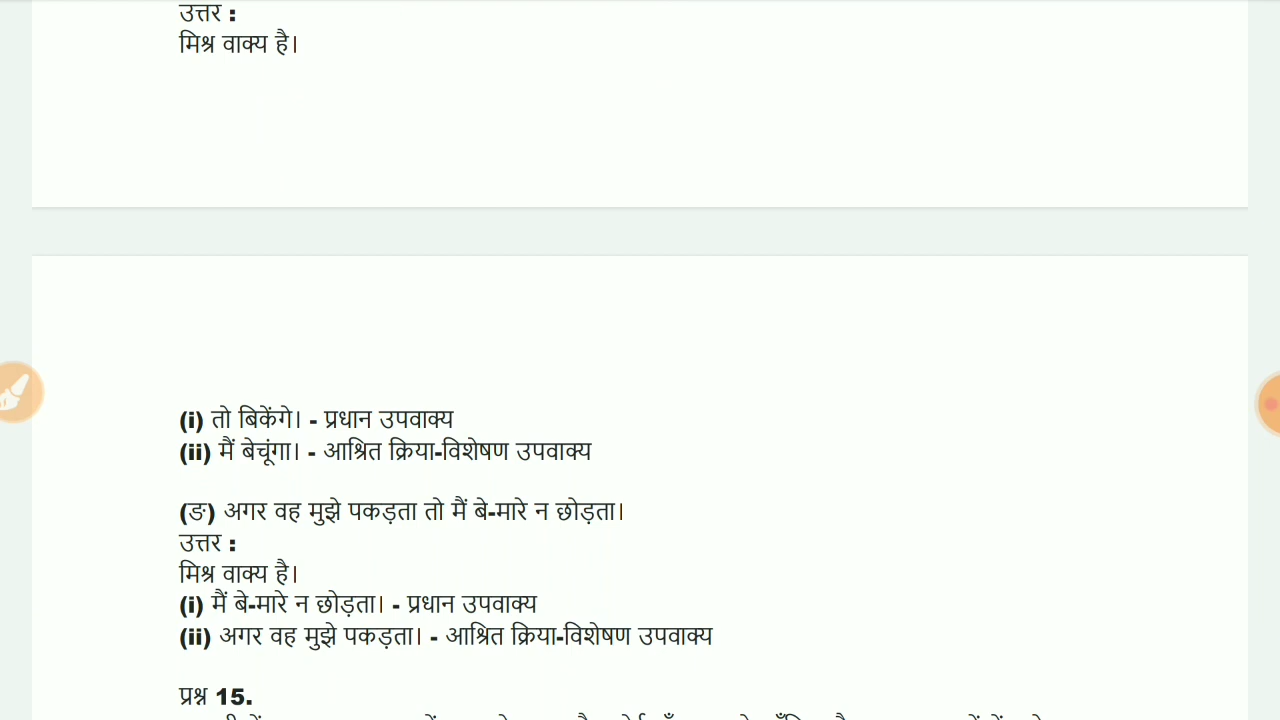 उत्तर :
मिश्र वाक्य है।
(i) तो बिकेंगे। - प्रधान उपवाक्य
(ii) मैं बेचूंगा। - आश्रित क्रिया-विशेषण उपवाक्य
(ङ) अगर वह मुझे पकड़ता तो मैं बे-मारे न छोड़ता।
उत्तर :
मिश्र वाक्य है।
(i) मैं बे-मारे न छोड़ता। - प्रधान उपवाक्य
(ii) अगर वह मुझे पकड़ता। - आश्रित क्रिया-विशेषण उपवाक्य
प्रश्न 15.